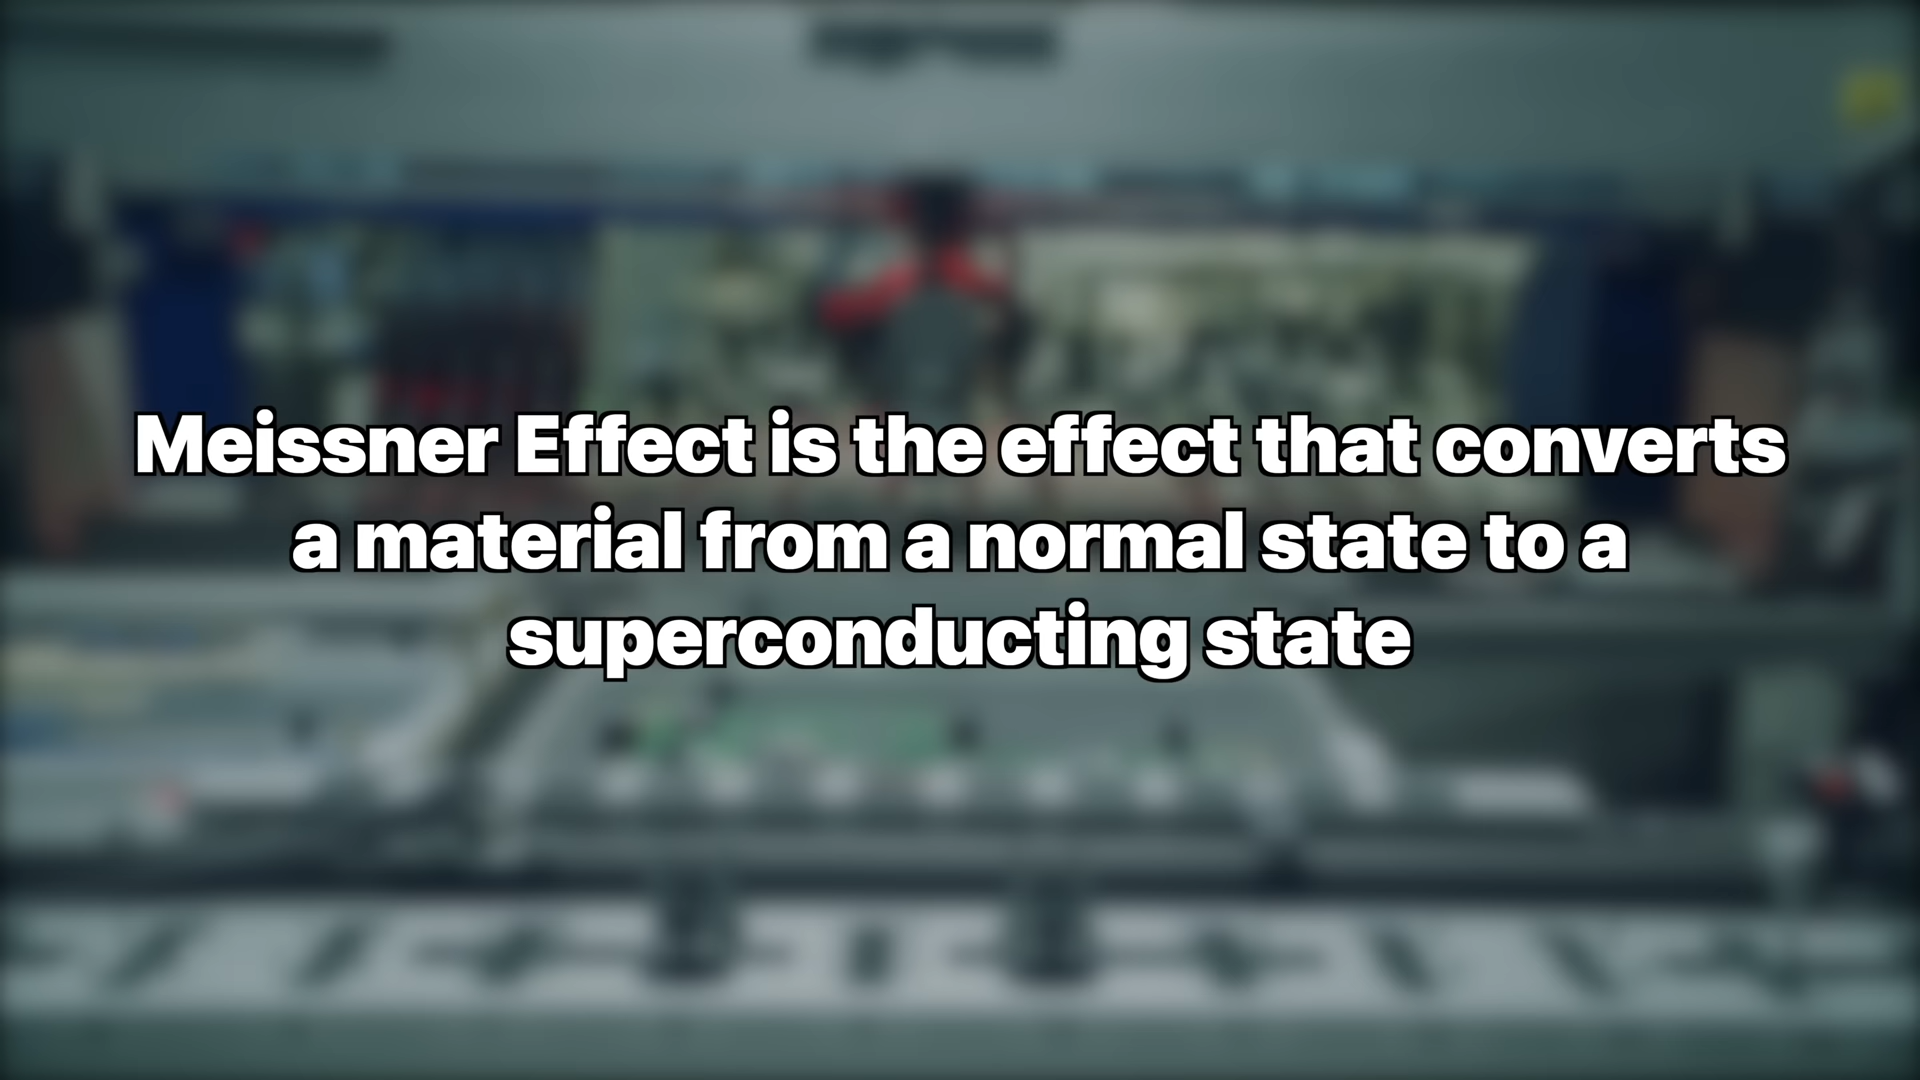 Meissner Effect is the effect that converts
a material from a normal state to a
superconducting state